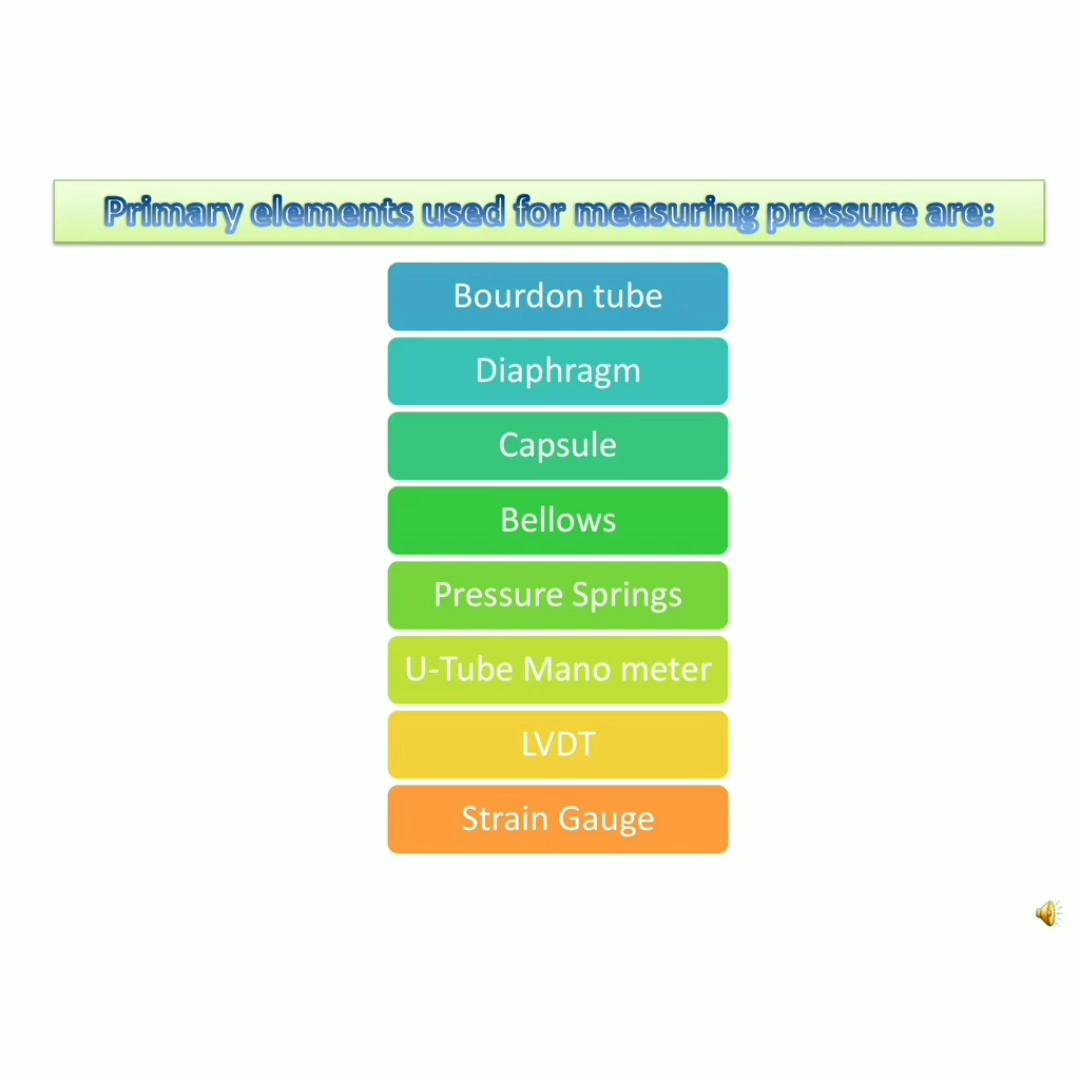 Primary elements used for measuring pressure are:
Bourdon tube
Diaphragm
Capsule
Bellows
Pressure Springs
U-Tube Mano meter
LVDT
Strain Gauge